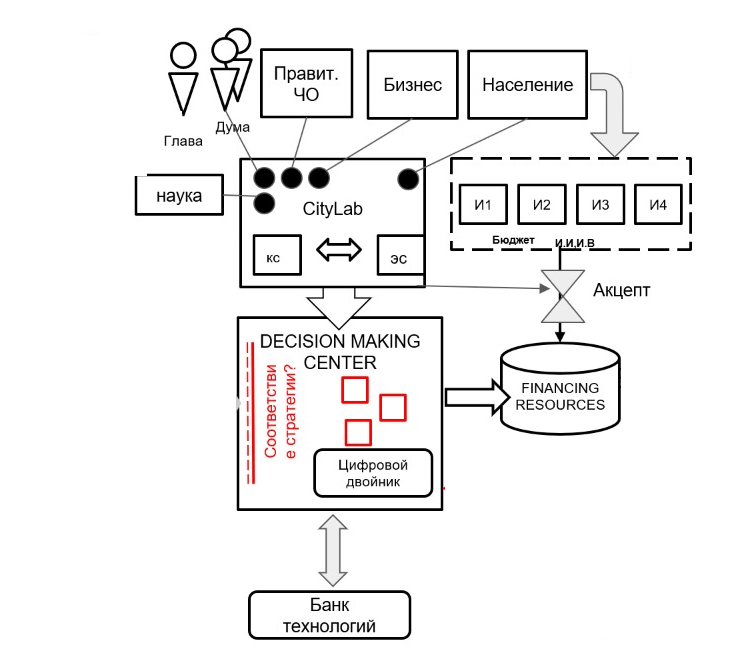 Глава
Дума
Правит.
ЧО
Бизнес
Население
наука
CityLab
кс
эс
И1
И2
И3
И4
Бюджет
И.И.И.В
Акцепт
DECISION MAKING
CENTER
Соответстви
е стратегии?
Цифровой
двойник
FINANCING
RESOURCES
Банк
технологий